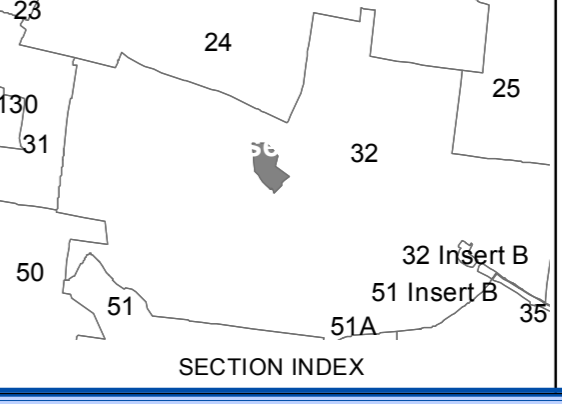 23
24
25
130
31
32
32 Insert B
50
51 Insert B
51
35
51A
SECTION INDEX